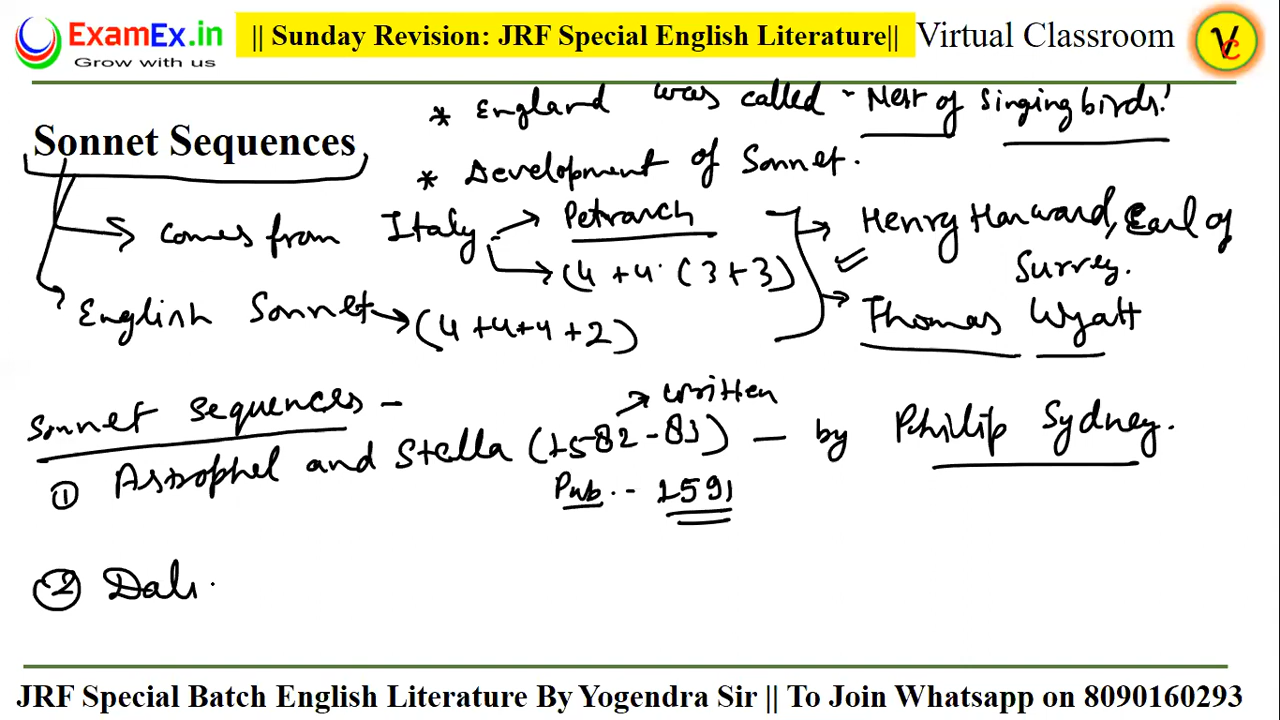 ExamEx.in
Grow with us
|| Sunday Revision: JRF Special English Literature||
Virtual Classroom
VC
* England was called - Nest of Singing birds!
Sonnet Sequences
* Development of Sonnet.
comes from Italy → Petrarch
→ Henry Harward, Earl of Surrey.
→ (4 + 4 (3+3)
English Sonnet → (4+4+4+2)
→ Thomas Wyatt
Sonnet Sequences -
→ written
① Astrophel and Stella (1582-83) — by Phillip Sydney.
Pub. - 1591
② Dali
JRF Special Batch English Literature By Yogendra Sir || To Join Whatsapp on 8090160293